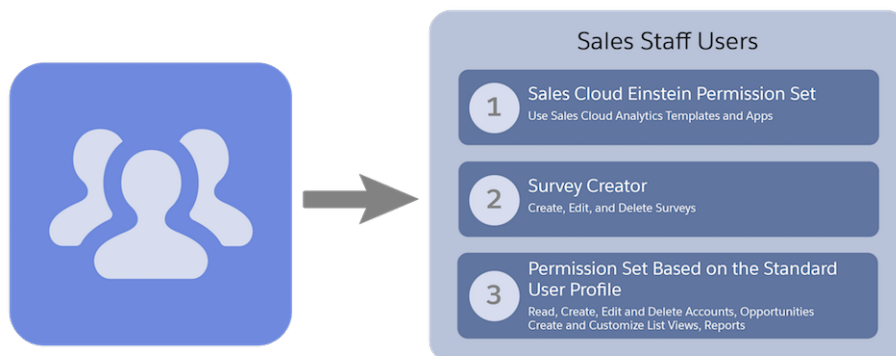 Sales Staff Users
1
Sales Cloud Einstein Permission Set
Use Sales Cloud Analytics Templates and Apps
2
Survey Creator
Create, Edit, and Delete Surveys
3
Permission Set Based on the Standard
User Profile
Read, Create, Edit and Delete Accounts, Opportunities
Create and Customize List Views, Reports